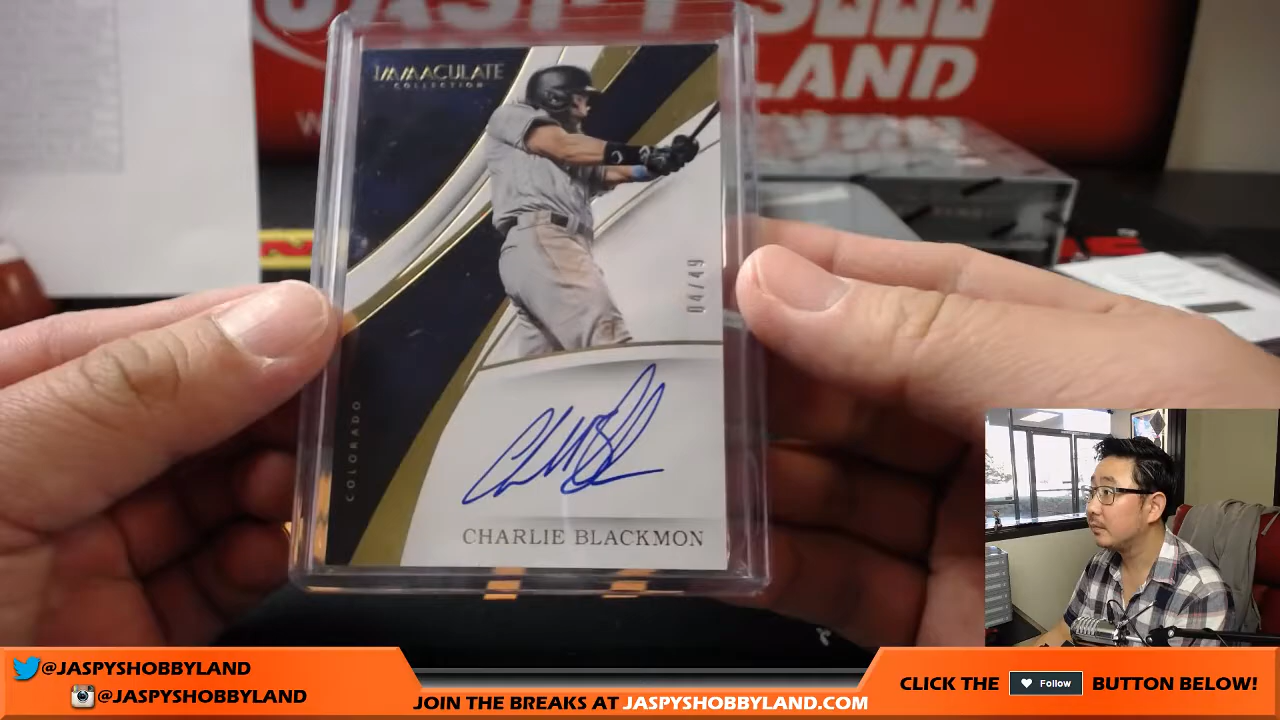 LAND
IMMACULATE
COLLECTION
04/49
COLORADO
CHARLIE BLACKMON
@JASPYSHOBBYLAND
@JASPYSHOBBYLAND
JOIN THE BREAKS AT JASPYSHOBBYLAND.COM
CLICK THE Follow BUTTON BELOW!